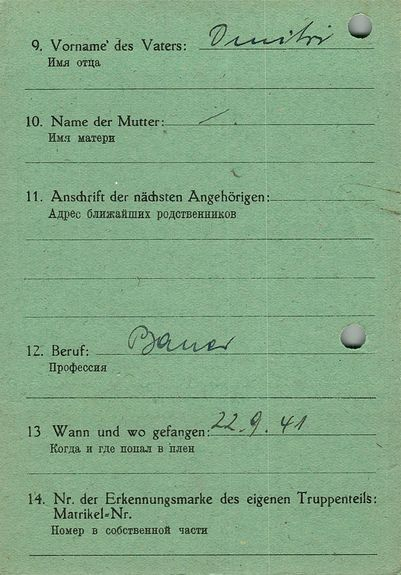 9. Vorname des Vaters: Dmitri
Имя отца
10. Name der Mutter: /.
Имя матери
11. Anschrift der nächsten Angehörigen:
Адрес ближайших родственников
12. Beruf: Bauer
Профессия
13 Wann und wo gefangen: 22.9.41
Когда и где попал в плен
14. Nr. der Erkennungsmarke des eigenen Truppenteils:
Matrikel-Nr.
Номер в собственной части